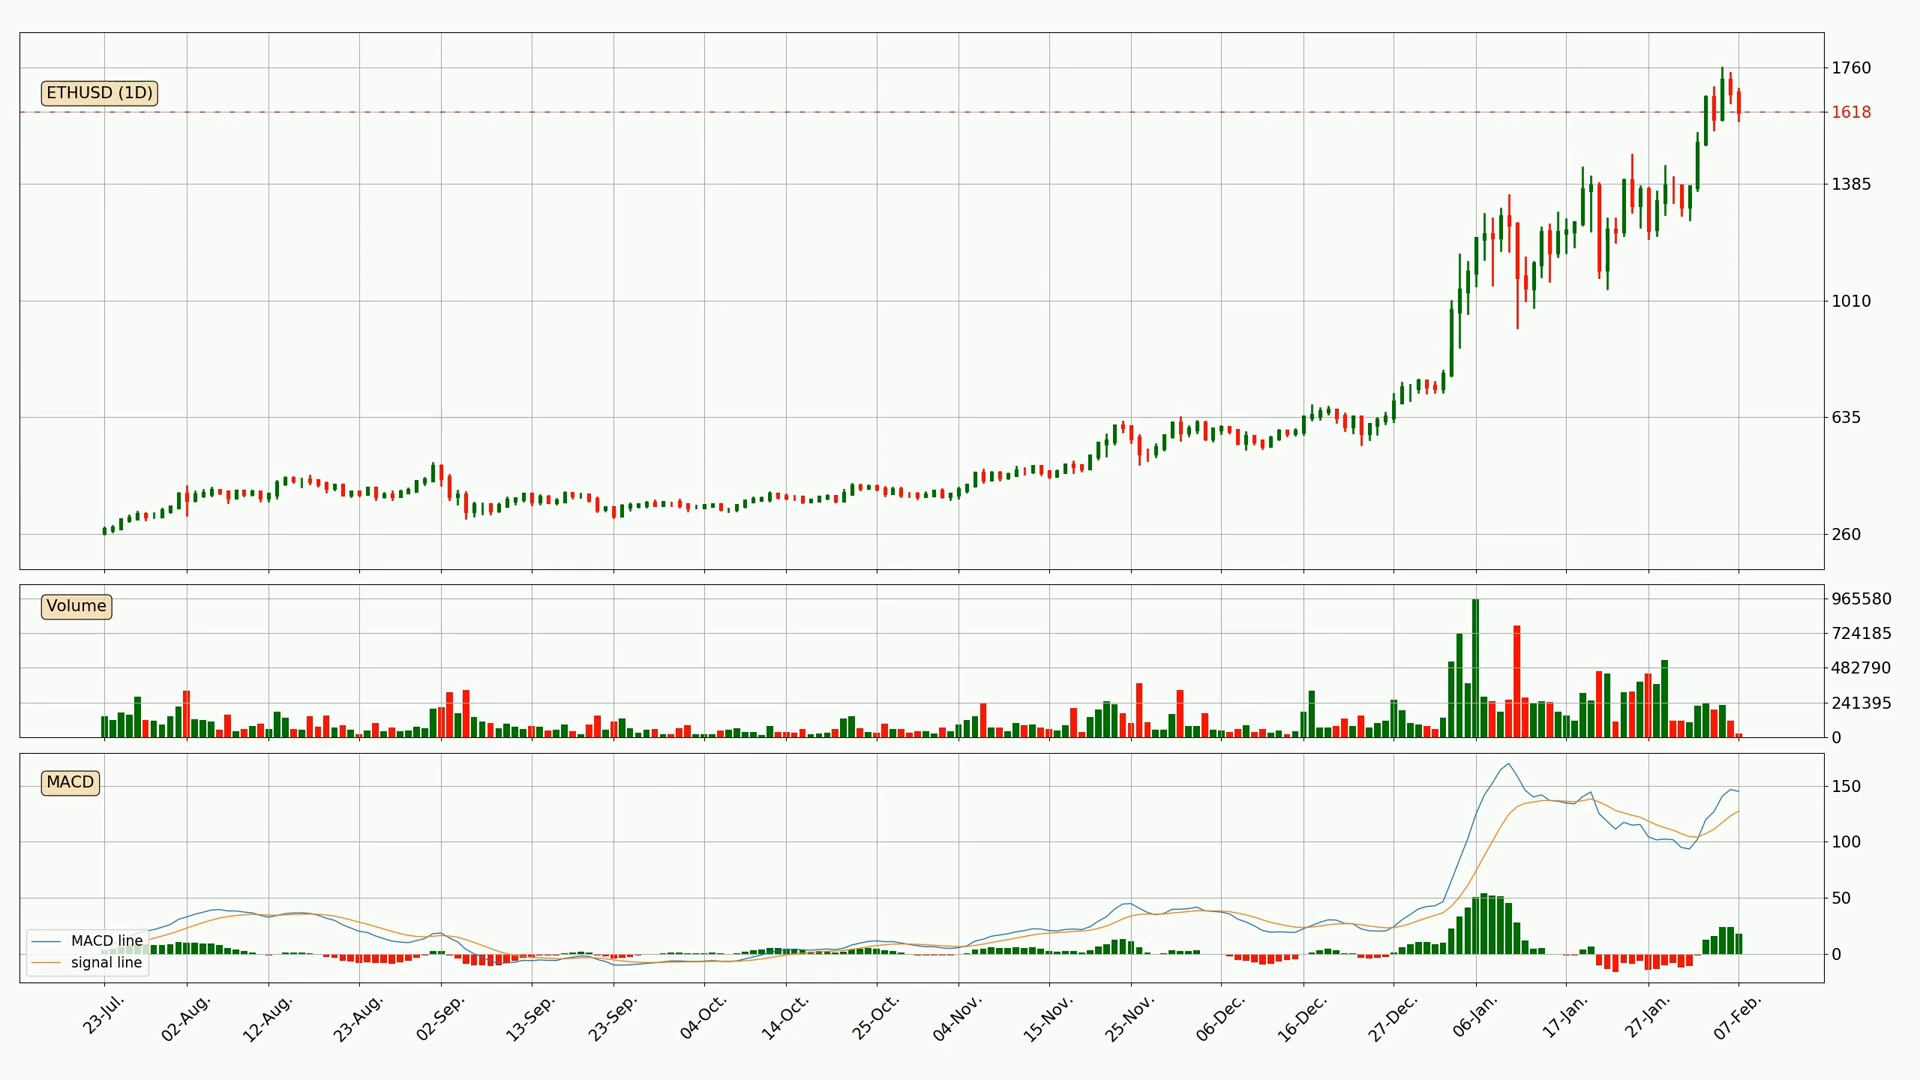 ETHUSD (1D)
1760
1618
1385
1010
635
260
Volume
965580
724185
482790
241395
0
MACD
150
100
50
0
MACD line
signal line
23-Jul.
02-Aug.
12-Aug.
23-Aug.
02-Sep.
13-Sep.
23-Sep.
04-Oct.
14-Oct.
25-Oct.
04-Nov.
15-Nov.
25-Nov.
06-Dec.
16-Dec.
27-Dec.
06-Jan.
17-Jan.
27-Jan.
07-Feb.